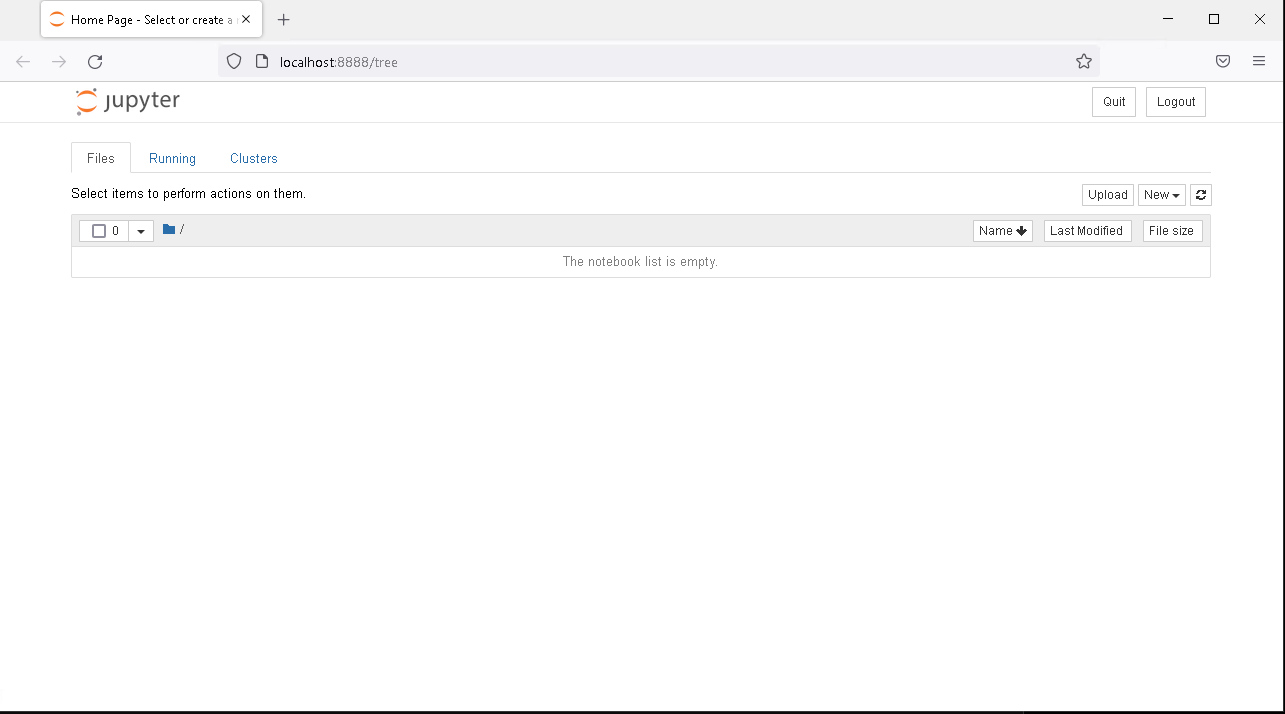 Home Page - Select or create a
localhost:8888/tree
jupyter
Quit Logout
Files Running Clusters
Select items to perform actions on them.
Upload New
0 / Name Last Modified File size
The notebook list is empty.